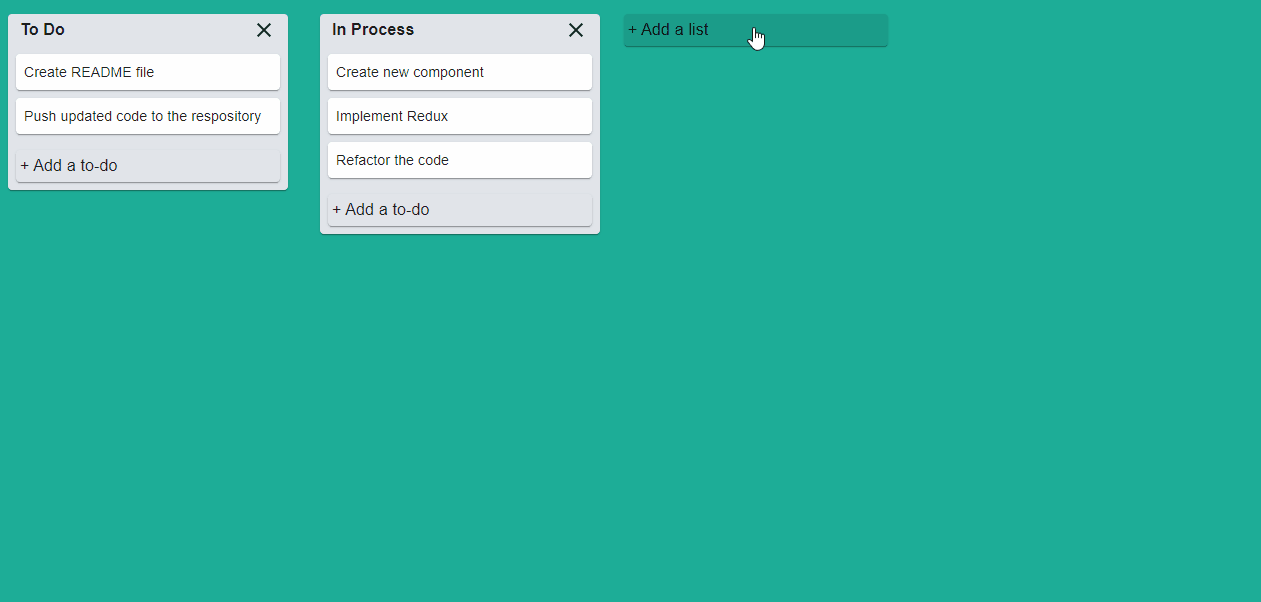 To Do
Create README file
Push updated code to the respository
+ Add a to-do
In Process
Create new component
Implement Redux
Refactor the code
+ Add a to-do
+ Add a list